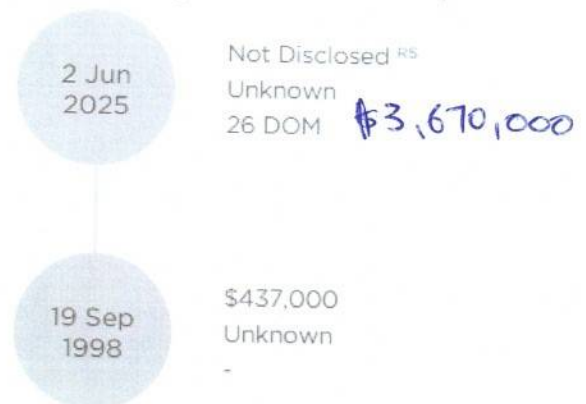 2 Jun
2025
Not Disclosed RS
Unknown
26 DOM $3,670,000
19 Sep
1998
$437,000
Unknown
-